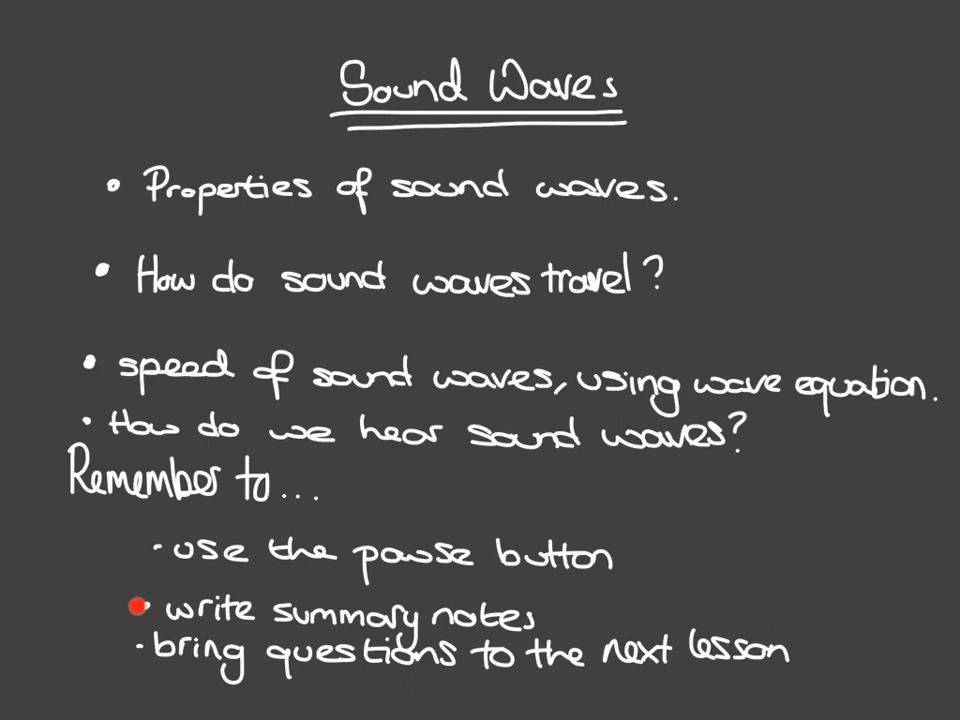 Sound Waves
• Properties of sound waves.
• How do sound waves travel?
• speed of sound waves, using wave equation.
• How do we hear sound waves?
Remember to...
• use the pause button
• write summary notes
• bring questions to the next lesson